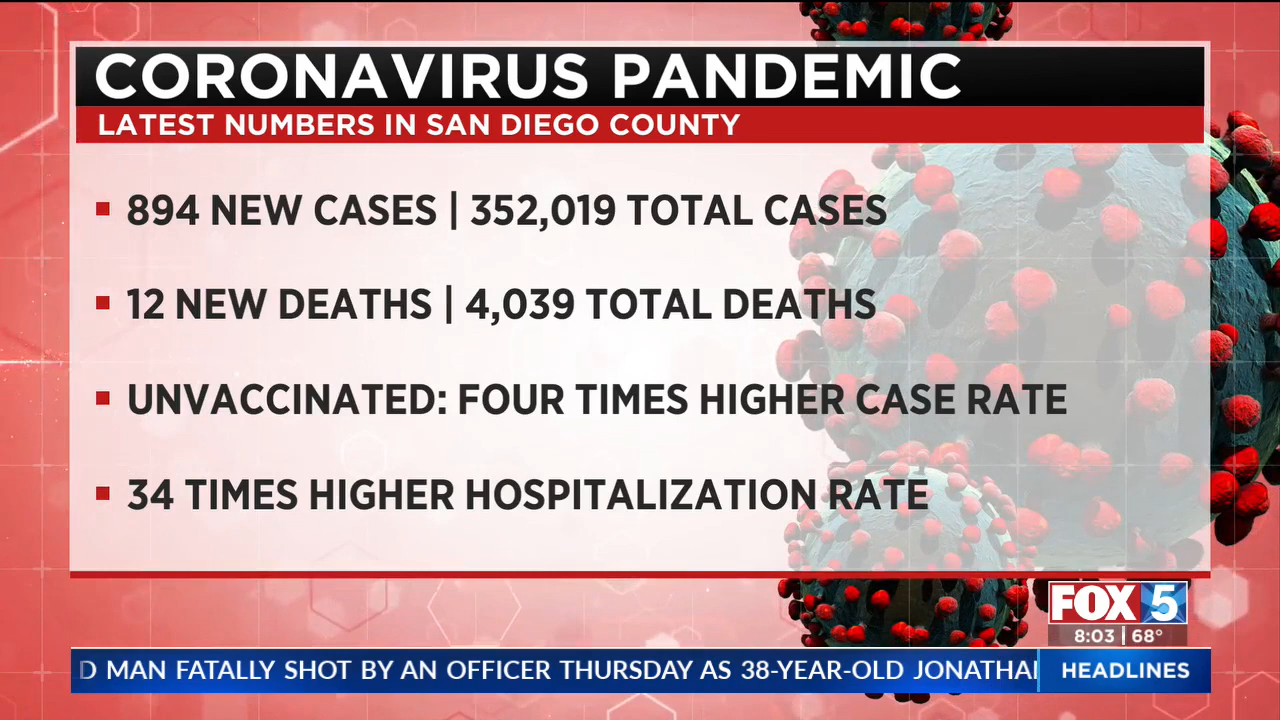 CORONAVIRUS PANDEMIC
LATEST NUMBERS IN SAN DIEGO COUNTY
894 NEW CASES | 352,019 TOTAL CASES
12 NEW DEATHS | 4,039 TOTAL DEATHS
UNVACCINATED: FOUR TIMES HIGHER CASE RATE
34 TIMES HIGHER HOSPITALIZATION RATE
FOX 5
8:03 | 68°
D MAN FATALLY SHOT BY AN OFFICER THURSDAY AS 38-YEAR-OLD JONATHA
HEADLINES